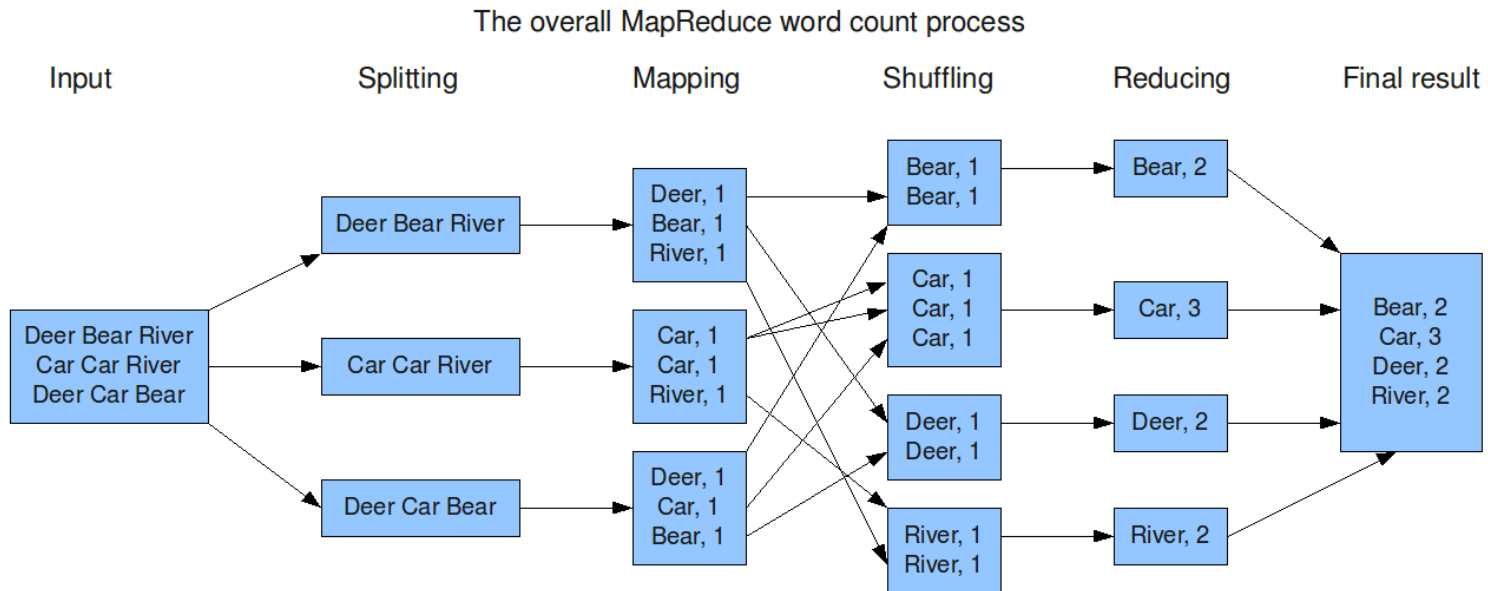 The overall MapReduce word count process
Input
Splitting
Mapping
Shuffling
Reducing
Final result
Deer Bear River
Car Car River
Deer Car Bear
Deer Bear River
Car Car River
Deer Car Bear
Deer, 1
Bear, 1
River, 1
Car, 1
Car, 1
River, 1
Deer, 1
Car, 1
Bear, 1
Bear, 1
Bear, 1
Car, 1
Car, 1
Car, 1
Deer, 1
Deer, 1
River, 1
River, 1
Bear, 2
Car, 3
Deer, 2
River, 2
Bear, 2
Car, 3
Deer, 2
River, 2